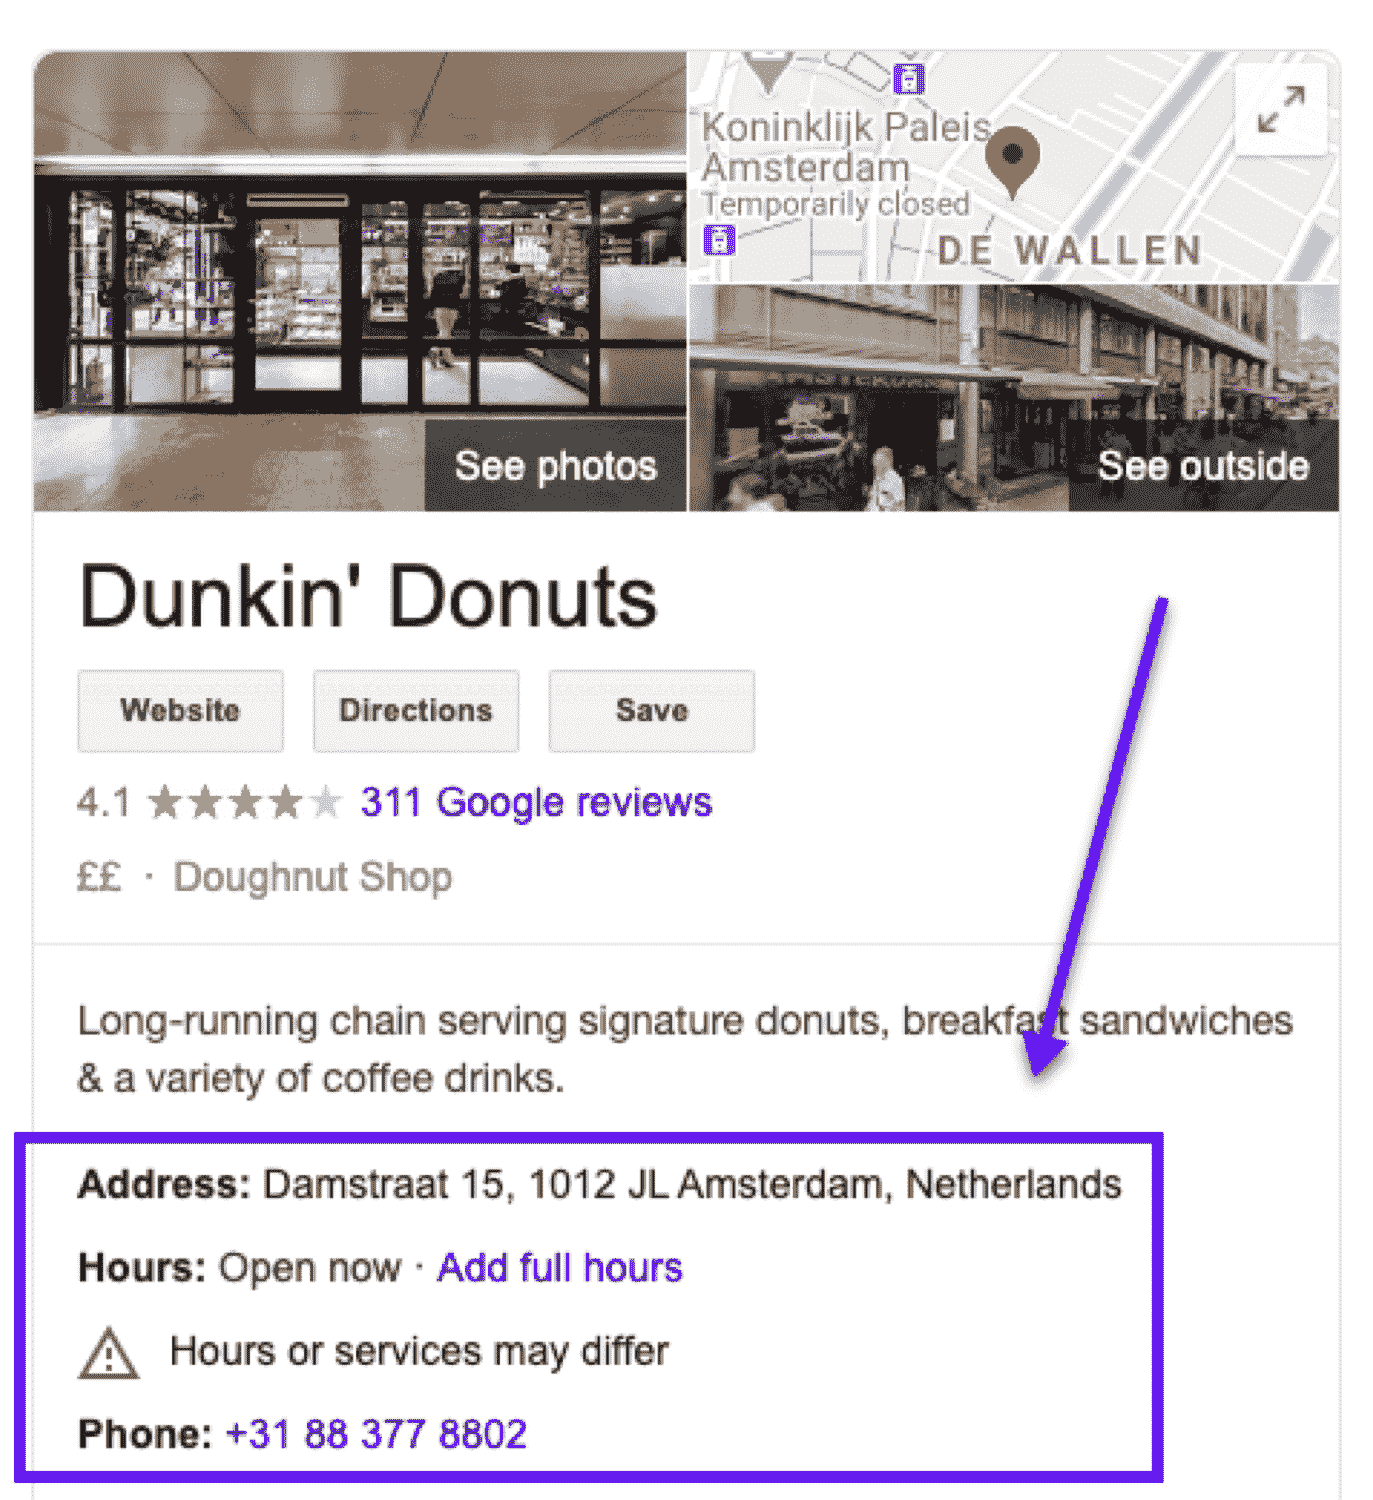 Koninklijk Paleis
Amsterdam
Temporarily closed
DE WALLEN
See photos
See outside
Dunkin' Donuts
Website
Directions
Save
4.1
311 Google reviews
££ · Doughnut Shop
Long-running chain serving signature donuts, breakfast sandwiches
& a variety of coffee drinks.
Address: Damstraat 15, 1012 JL Amsterdam, Netherlands
Hours: Open now · Add full hours
Hours or services may differ
Phone: +31 88 377 8802